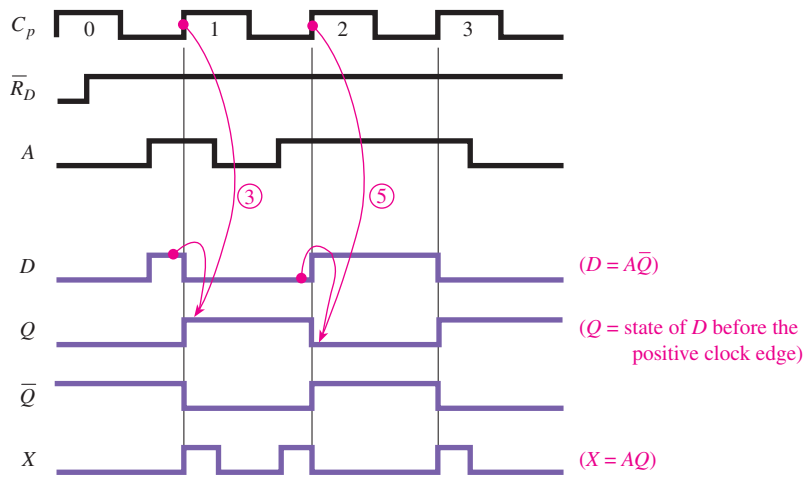 C_p 0 1 2 3
R̅_D
A
③ ⑤
D (D = AQ̅)
Q (Q = state of D before the
positive clock edge)
Q̅
X (X = AQ)